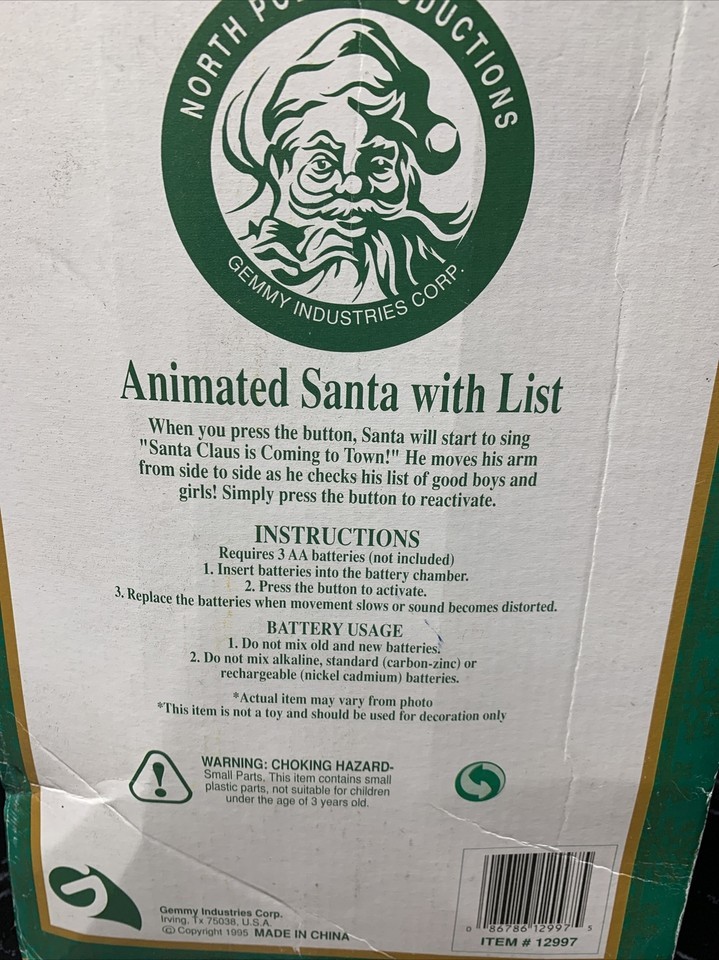 NORTH PO DUCTIONS
GEMMY INDUSTRIES CORP.
Animated Santa with List
When you press the button, Santa will start to sing
"Santa Claus is Coming to Town!" He moves his arm
from side to side as he checks his list of good boys and
girls! Simply press the button to reactivate.
INSTRUCTIONS
Requires 3 AA batteries (not included)
1. Insert batteries into the battery chamber.
2. Press the button to activate.
3. Replace the batteries when movement slows or sound becomes distorted.
BATTERY USAGE
1. Do not mix old and new batteries.
2. Do not mix alkaline, standard (carbon-zinc) or
rechargeable (nickel cadmium) batteries.
*Actual item may vary from photo
*This item is not a toy and should be used for decoration only
WARNING: CHOKING HAZARD-
Small Parts, This item contains small
plastic parts, not suitable for children
under the age of 3 years old.
Gemmy Industries Corp.
Irving, Tx 75038, U.S.A.
© Copyright 1995 MADE IN CHINA
0 86786 12997 5
ITEM # 12997